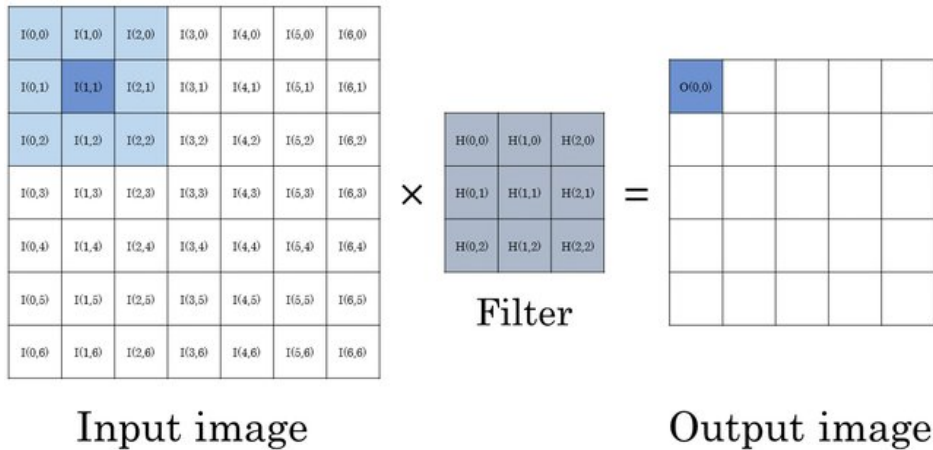 I(0,0) I(1,0) I(2,0) I(3,0) I(4,0) I(5,0) I(6,0)
I(0,1) I(1,1) I(2,1) I(3,1) I(4,1) I(5,1) I(6,1)
O(0,0)
I(0,2) I(1,2) I(2,2) I(3,2) I(4,2) I(5,2) I(6,2)
H(0,0) H(1,0) H(2,0)
I(0,3) I(1,3) I(2,3) I(3,3) I(4,3) I(5,3) I(6,3)
× H(0,1) H(1,1) H(2,1) =
I(0,4) I(1,4) I(2,4) I(3,4) I(4,4) I(5,4) I(6,4)
H(0,2) H(1,2) H(2,2)
I(0,5) I(1,5) I(2,5) I(3,5) I(4,5) I(5,5) I(6,5)
Filter
I(0,6) I(1,6) I(2,6) I(3,6) I(4,6) I(5,6) I(6,6)
Input image
Output image